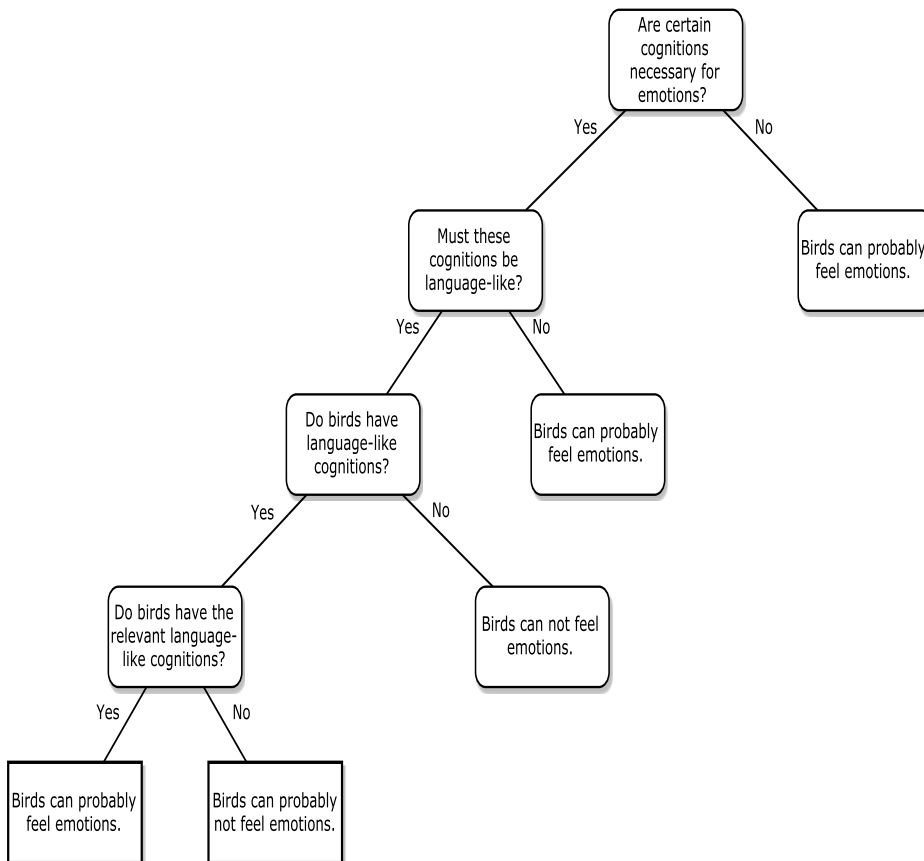 Are certain
cognitions
necessary for
emotions?
Yes
No
Must these
cognitions be
language-like?
Birds can probably
feel emotions.
Yes
No
Do birds have
language-like
cognitions?
Birds can probably
feel emotions.
Yes
No
Do birds have the
relevant language-
like cognitions?
Birds can not feel
emotions.
Yes
No
Birds can probably
feel emotions.
Birds can probably
not feel emotions.